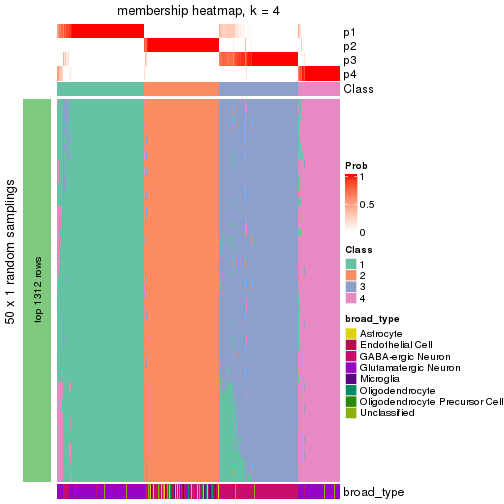 membership heatmap, k = 4
p1
p2
p3
p4
Class
50 x 1 random samplings
top 1312 rows
Prob
1
0.5
0
Class
1
2
3
4
broad_type
Astrocyte
Endothelial Cell
GABA-ergic Neuron
Glutamatergic Neuron
Microglia
Oligodendrocyte
Oligodendrocyte Precursor Cell
Unclassified
broad_type